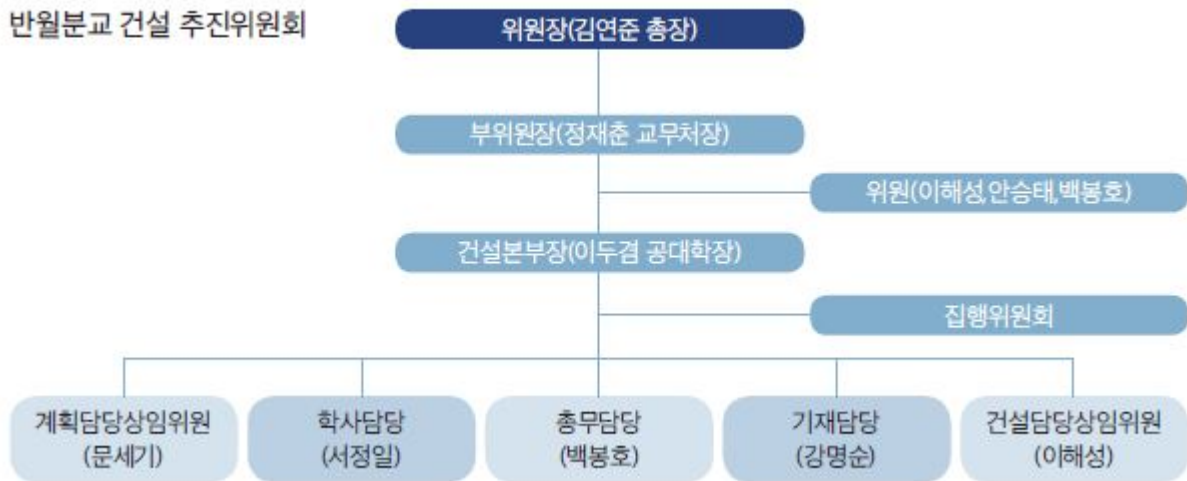 반월분교 건설 추진위원회
위원장(김연준 총장)
부위원장(정재춘 교무처장)
위원(이해성,안승태,백봉호)
건설본부장(이두겸 공대학장)
집행위원회
계획담당상임위원
(문세기)
학사담당
(서정일)
총무담당
(백봉호)
기재담당
(강명순)
건설담당상임위원
(이해성)